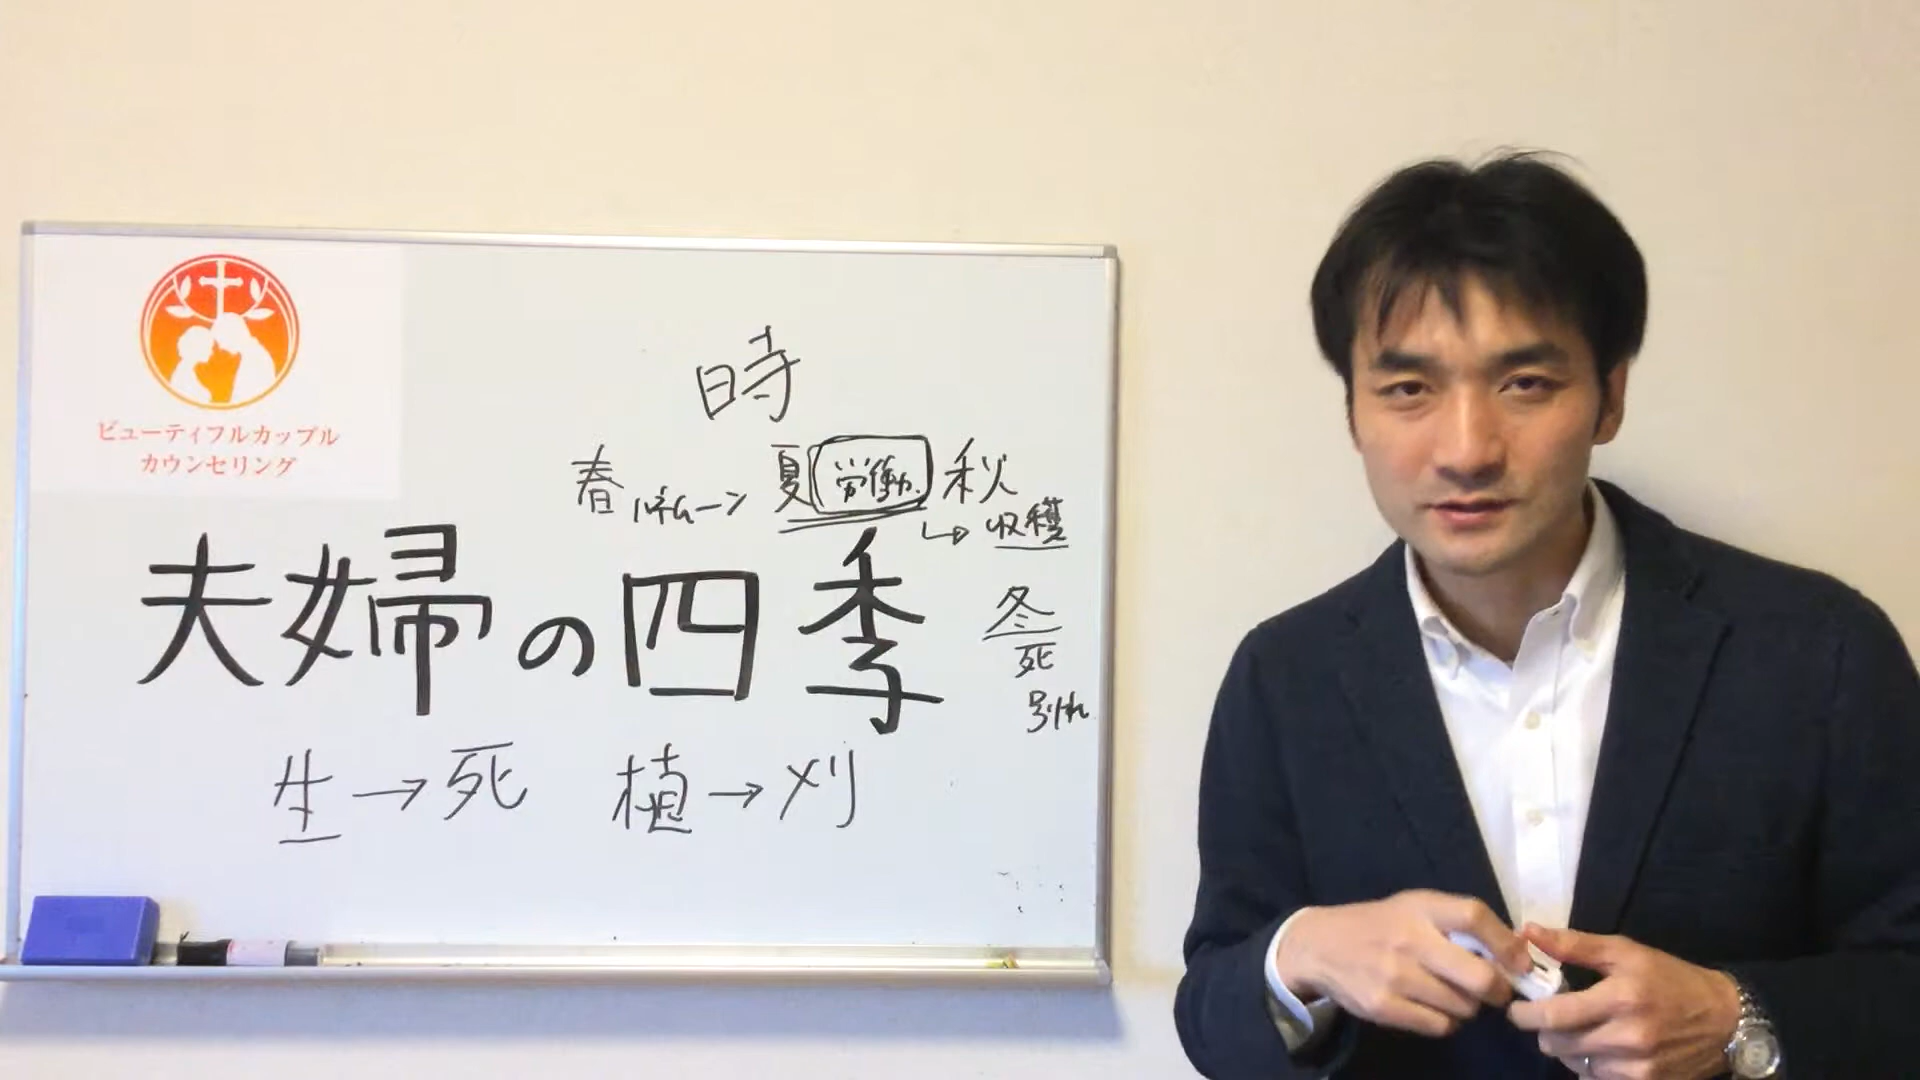 ビューティフルカップル
カウンセリング
時
春 ハネムーン 夏 労働 秋
↳ 収穫
夫婦の四季
冬
死
別れ
生→死 植→刈